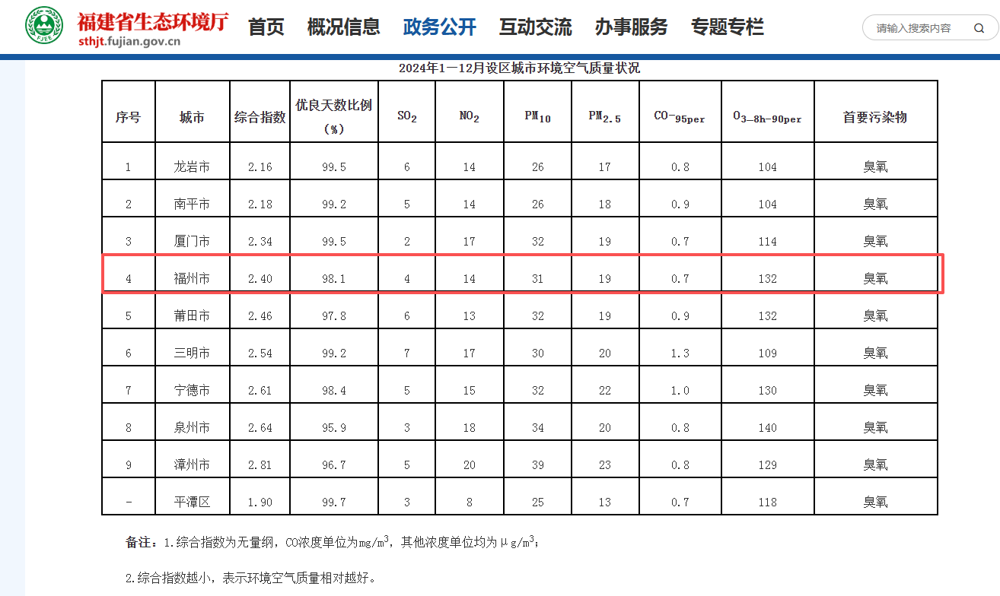 福建省生态环境厅
sthjt.fujian.gov.cn
FJEE
首页 概况信息 政务公开 互动交流 办事服务 专题专栏
请输入搜索内容
2024年1—12月设区城市环境空气质量状况
序号 城市 综合指数 优良天数比例(%) SO2 NO2 PM10 PM2.5 CO-95per O3—8h-90per 首要污染物
1 龙岩市 2.16 99.5 6 14 26 17 0.8 104 臭氧
2 南平市 2.18 99.2 5 14 26 18 0.9 104 臭氧
3 厦门市 2.34 99.5 2 17 32 19 0.7 114 臭氧
4 福州市 2.40 98.1 4 14 31 19 0.7 132 臭氧
5 莆田市 2.46 97.8 6 13 32 19 0.9 132 臭氧
6 三明市 2.54 99.2 7 17 30 20 1.3 109 臭氧
7 宁德市 2.61 98.4 5 15 32 22 1.0 130 臭氧
8 泉州市 2.64 95.9 3 18 34 20 0.8 140 臭氧
9 漳州市 2.81 96.7 5 20 39 23 0.8 129 臭氧
- 平潭区 1.90 99.7 3 8 25 13 0.7 118 臭氧
备注：1.综合指数为无量纲，CO浓度单位为mg/m3，其他浓度单位均为μg/m3；
2.综合指数越小，表示环境空气质量相对越好。